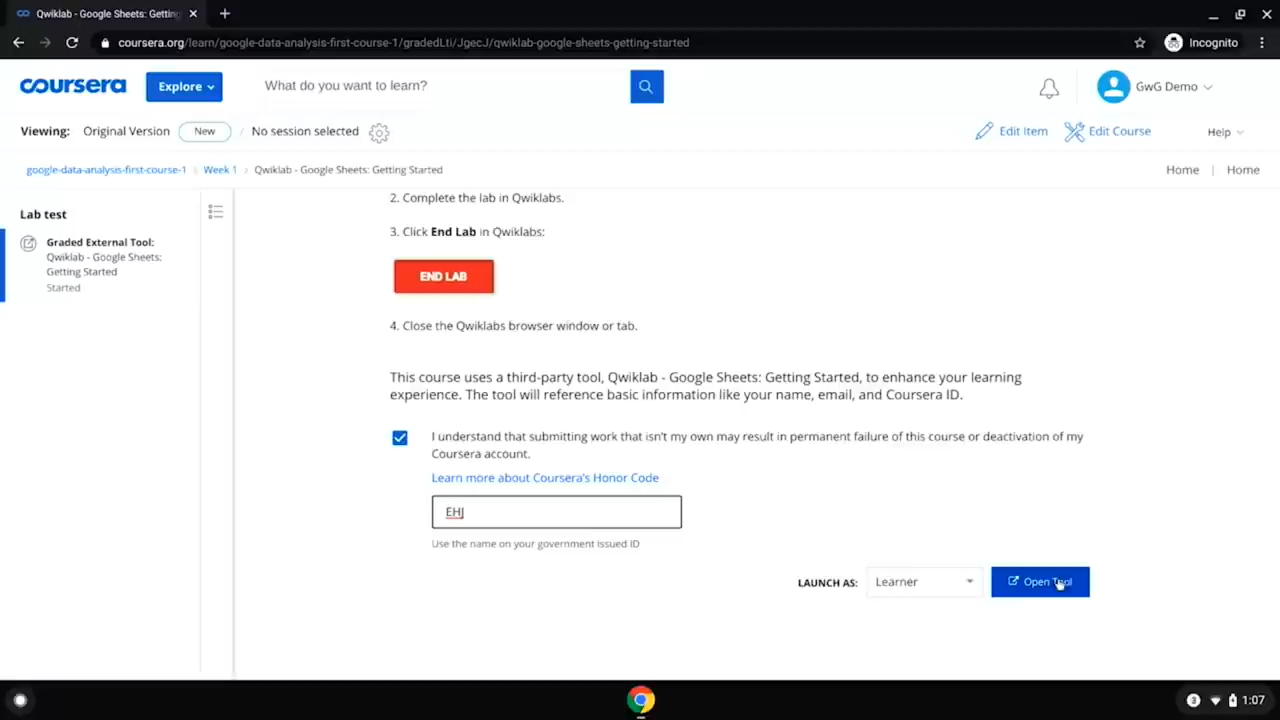 Qwiklab - Google Sheets: Getting
coursera.org/learn/google-data-analysis-first-course-1/gradedLti/JgecJ/qwiklab-google-sheets-getting-started
Incognito
coursera
Explore
What do you want to learn?
GwG Demo
Viewing: Original Version New / No session selected
Edit Item
Edit Course
Help
google-data-analysis-first-course-1 › Week 1 › Qwiklab - Google Sheets: Getting Started
Home | Home
Lab test
Graded External Tool:
Qwiklab - Google Sheets:
Getting Started
Started
2. Complete the lab in Qwiklabs.
3. Click End Lab in Qwiklabs:
END LAB
4. Close the Qwiklabs browser window or tab.
This course uses a third-party tool, Qwiklab - Google Sheets: Getting Started, to enhance your learning
experience. The tool will reference basic information like your name, email, and Coursera ID.
I understand that submitting work that isn't my own may result in permanent failure of this course or deactivation of my
Coursera account.
Learn more about Coursera's Honor Code
EHJ
Use the name on your government issued ID
LAUNCH AS: Learner
Open Tool
3
1:07